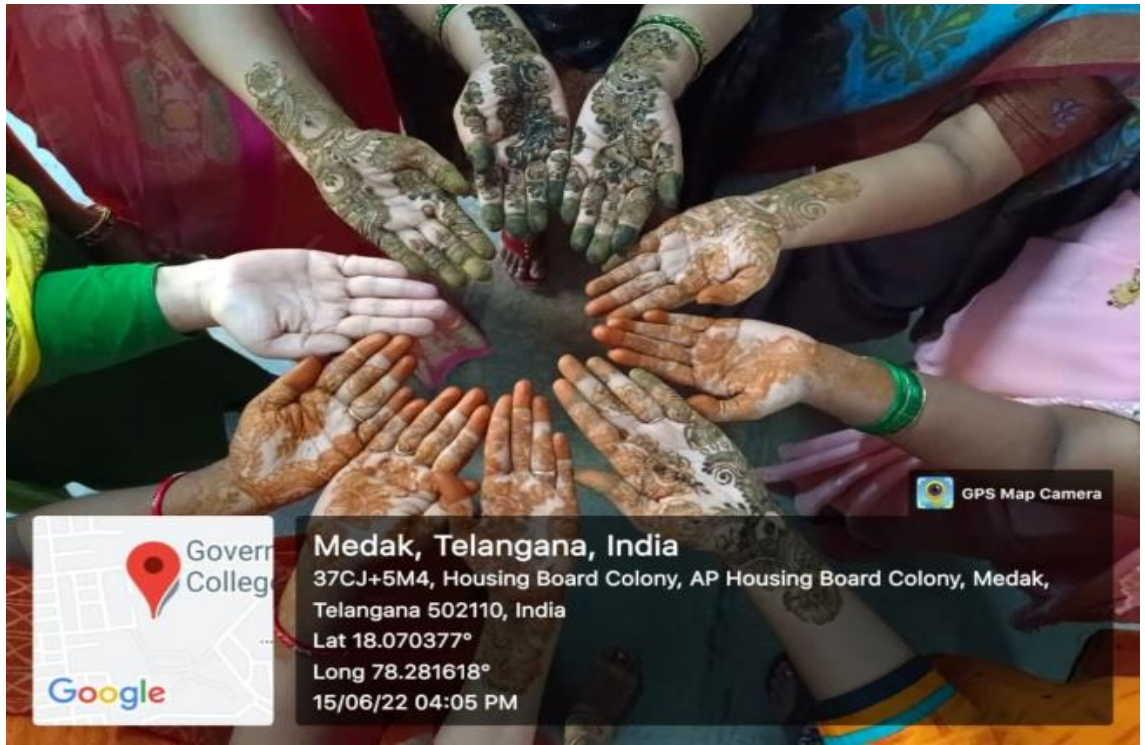 GPS Map Camera
Govern
Colleg
Google
Medak, Telangana, India
37CJ+5M4, Housing Board Colony, AP Housing Board Colony, Medak,
Telangana 502110, India
Lat 18.070377°
Long 78.281618°
15/06/22 04:05 PM